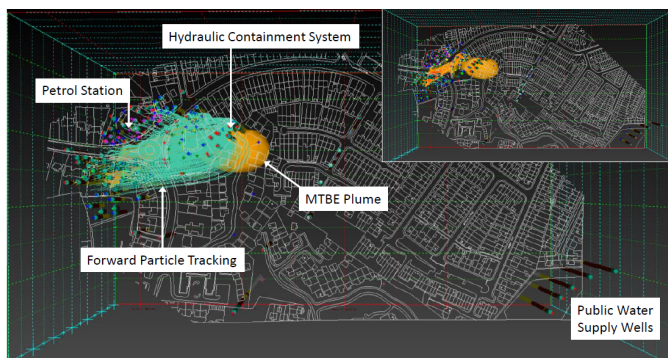 Hydraulic Containment System
Petrol Station
MTBE Plume
Forward Particle Tracking
Public Water
Supply Wells